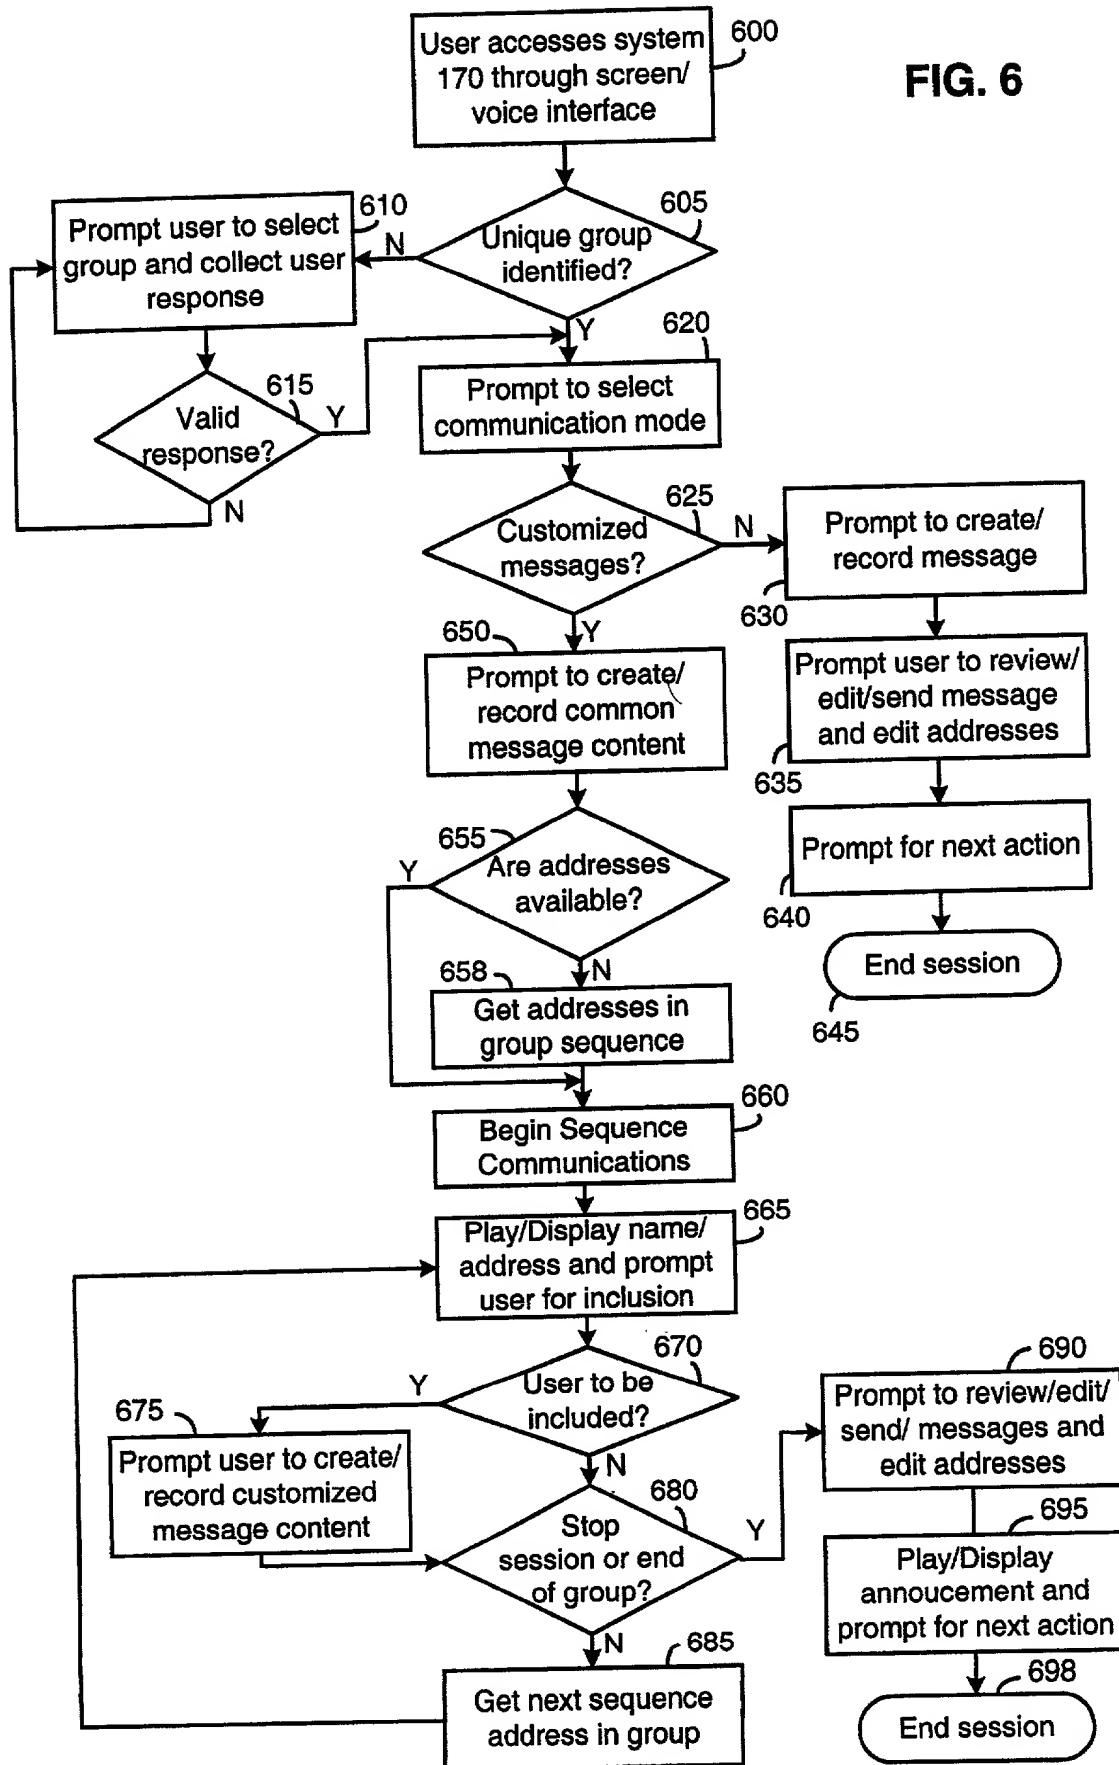 User accesses system
170 through screen/
voice interface
600
FIG. 6
605
Unique group
identified?
N
Y
610
Prompt user to select
group and collect user
response
615
Valid
response?
Y
N
620
Prompt to select
communication mode
625
Customized
messages?
N
Y
Prompt to create/
record message
630
Prompt user to review/
edit/send message
and edit addresses
635
Prompt for next action
640
End session
645
650
Prompt to create/
record common
message content
655
Are addresses
available?
Y
N
658
Get addresses in
group sequence
660
Begin Sequence
Communications
665
Play/Display name/
address and prompt
user for inclusion
670
User to be
included?
Y
N
675
Prompt user to create/
record customized
message content
680
Stop
session or end
of group?
Y
N
685
Get next sequence
address in group
690
Prompt to review/edit/
send/ messages and
edit addresses
695
Play/Display
annoucement and
prompt for next action
698
End session